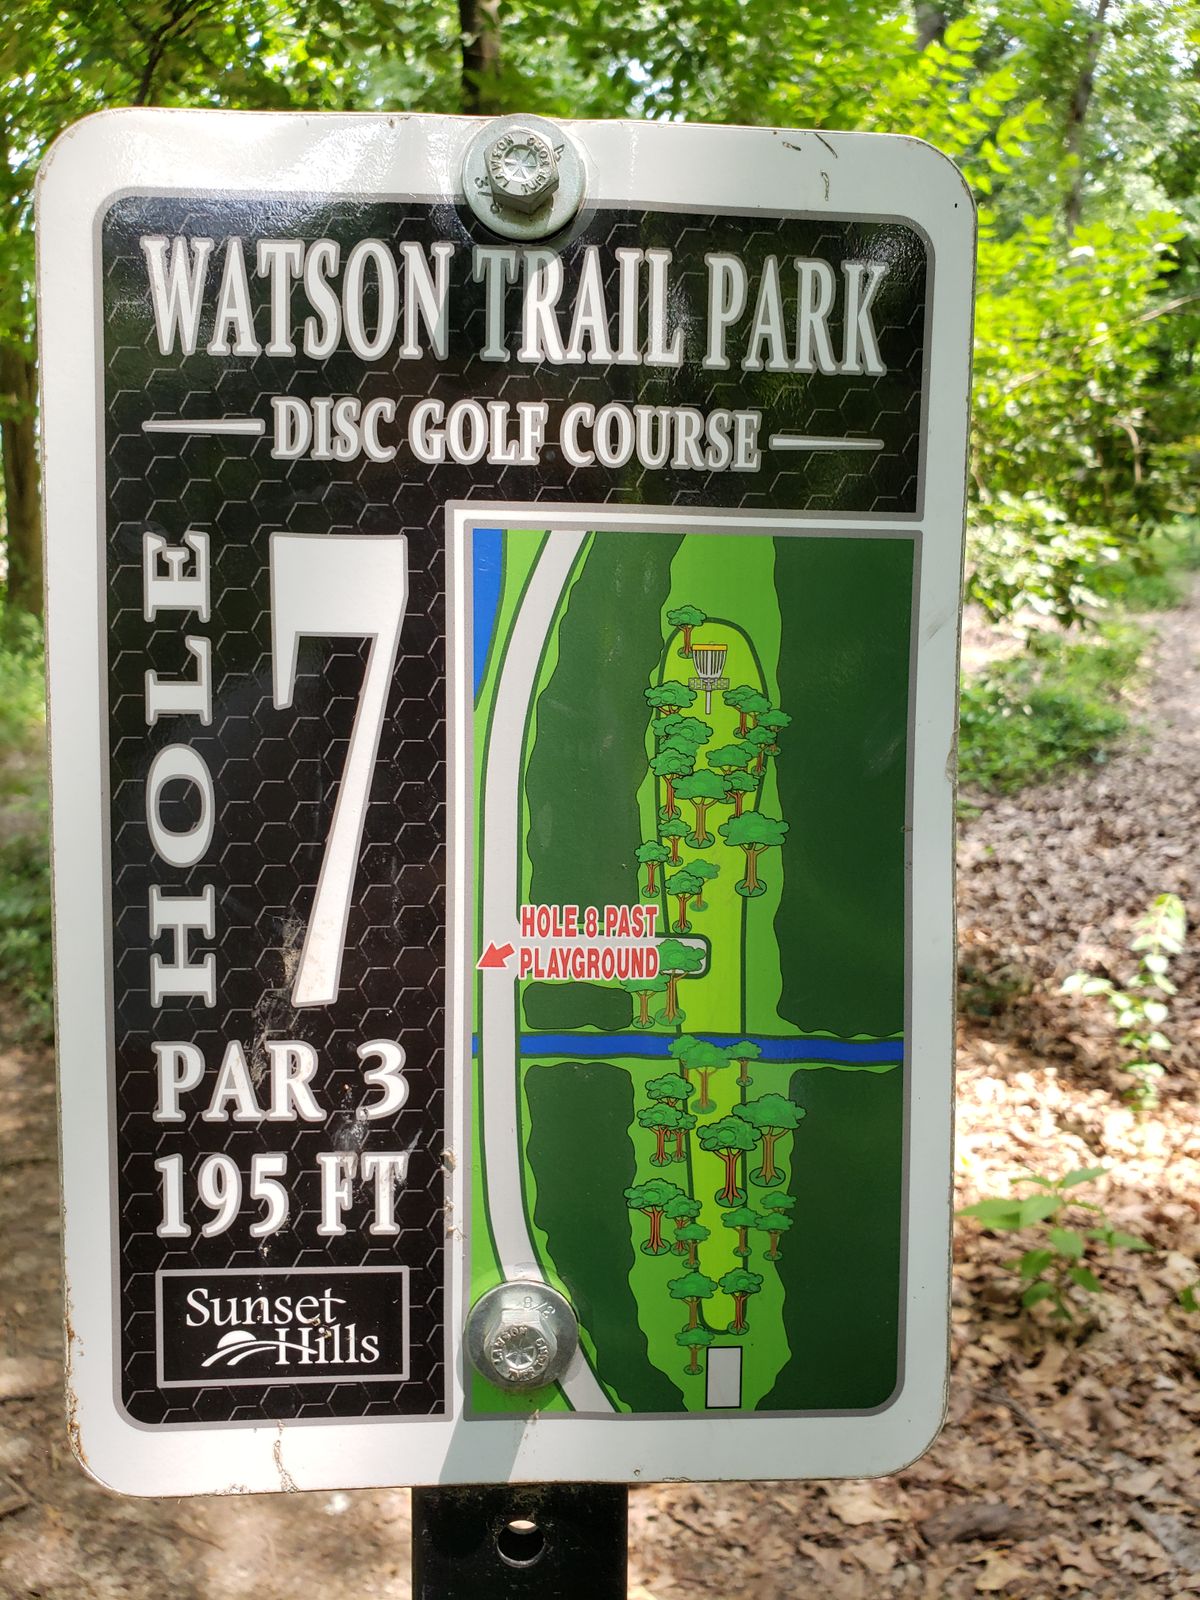 WATSON TRAIL PARK
DISC GOLF COURSE
HOLE
7
PAR 3
195 FT
Sunset
Hills
HOLE 8 PAST
PLAYGROUND